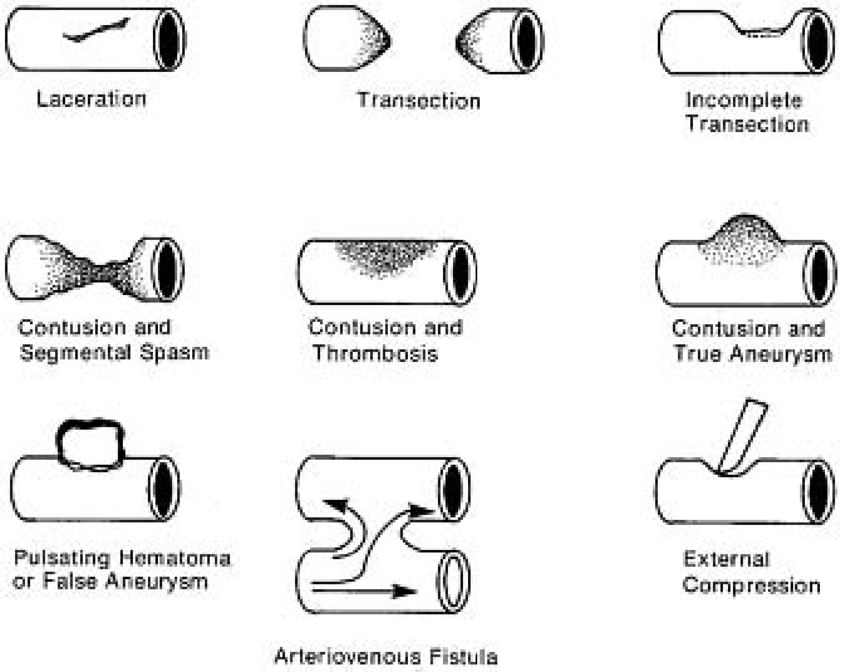 Laceration
Transection
Incomplete
Transection
Contusion and
Segmental Spasm
Contusion and
Thrombosis
Contusion and
True Aneurysm
Pulsating Hematoma
or False Aneurysm
Arteriovenous Fistula
External
Compression